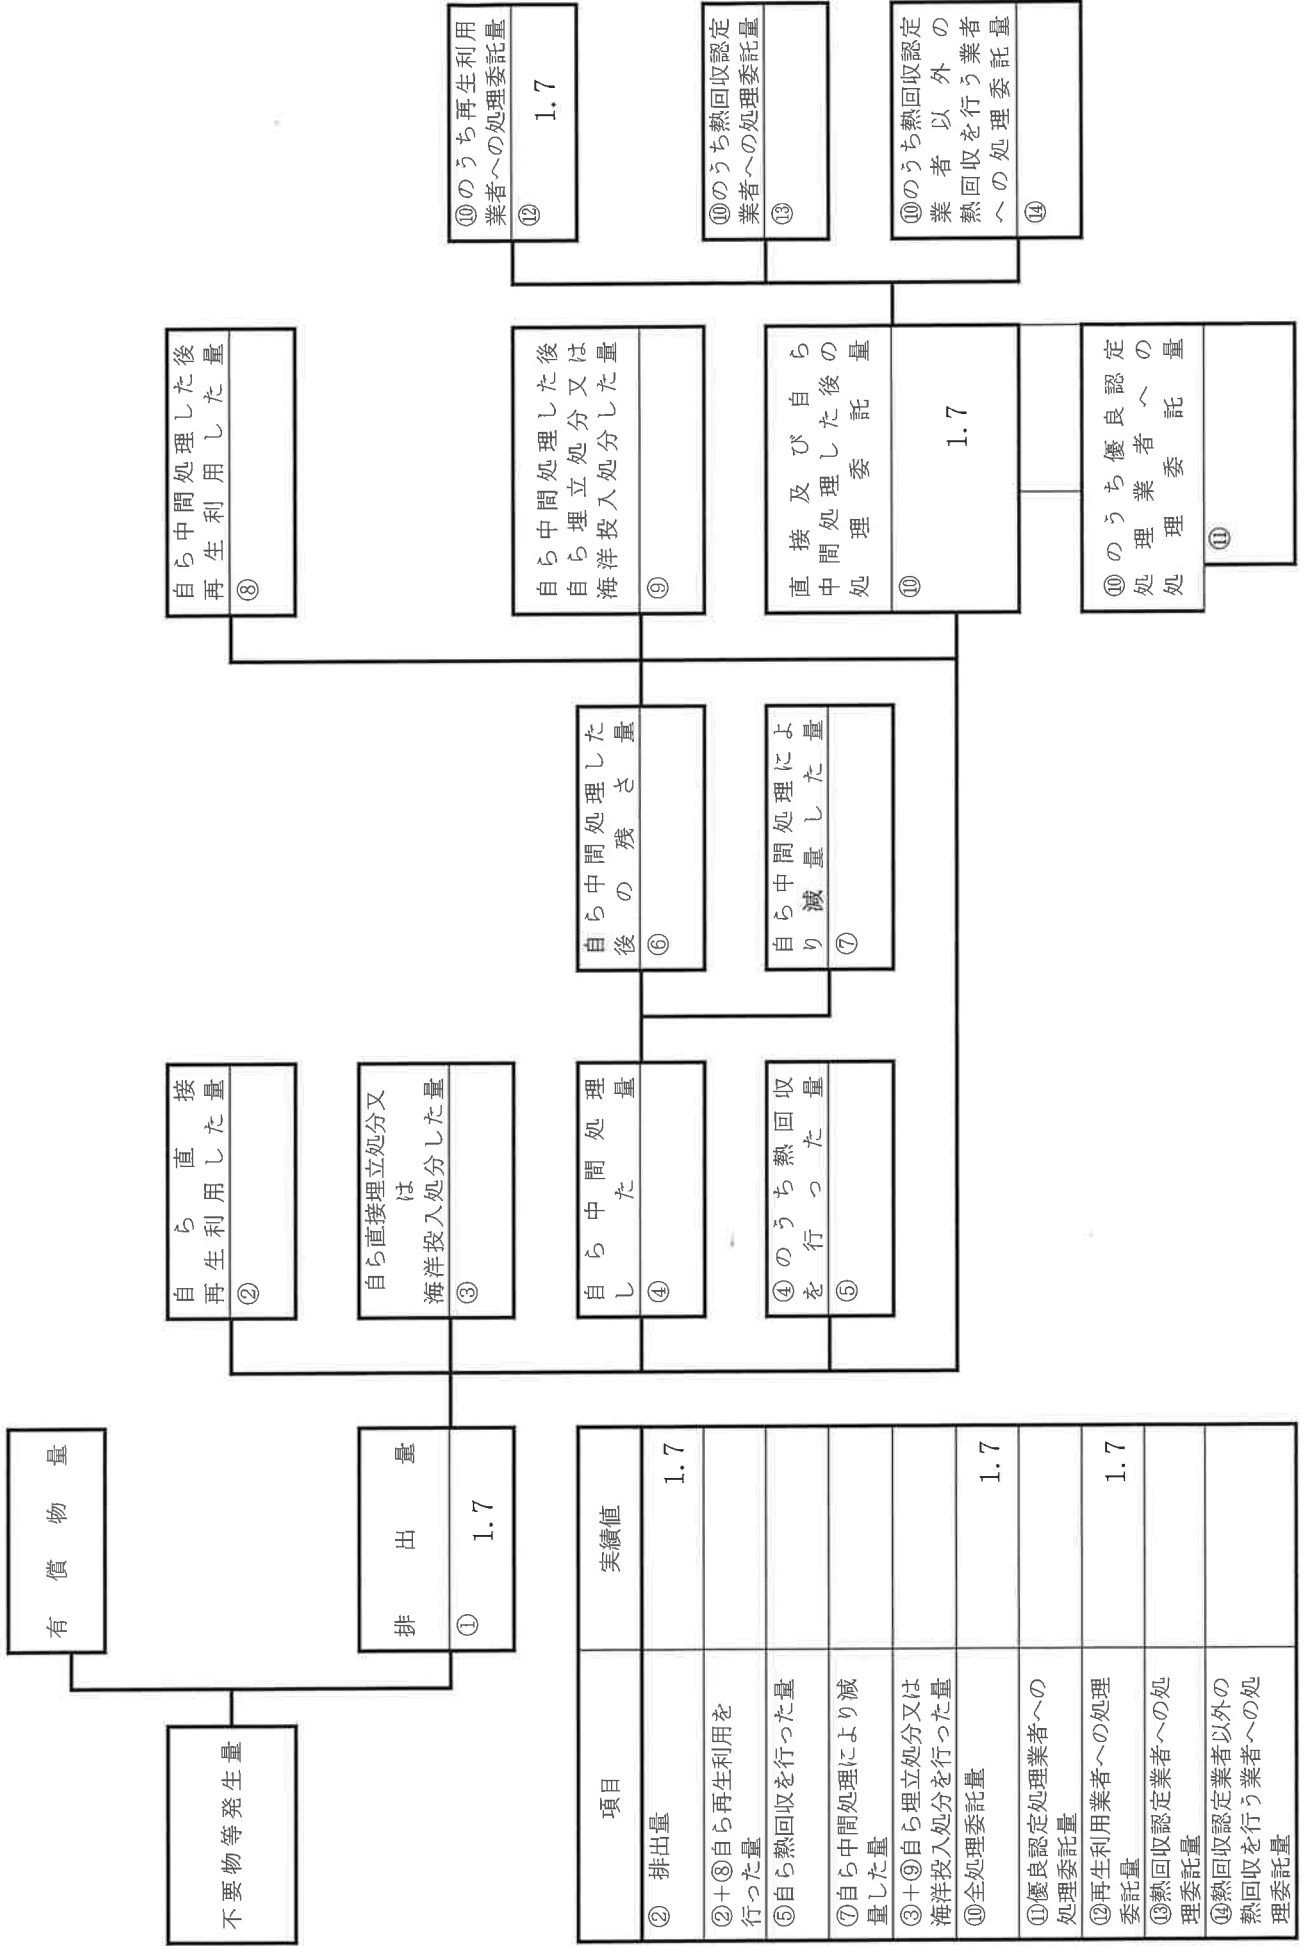 不要物等発生量
有償物量
排出量
① 1.7
自ら直接
再生利用した量
②
自ら直接埋立処分又
は
海洋投入処分した量
③
自ら中間処理
した量
④
④のうち熱回収
を行った量
⑤
自ら中間処理した
後の残さ量
⑥
自ら中間処理によ
り減量した量
⑦
自ら中間処理した後
再生利用した量
⑧
自ら中間処理した後
自ら埋立処分又は
海洋投入処分した量
⑨
直接及び自ら
中間処理した後の
処理委託量
⑩ 1.7
⑩のうち優良認定
処理業者への
処理委託量
⑪
⑩のうち再生利用
業者への処理委託量
⑫ 1.7
⑩のうち熱回収認定
業者への処理委託量
⑬
⑩のうち熱回収認定
業者以外の
熱回収を行う業者
への処理委託量
⑭
項目 実績値
② 排出量 1.7
②+⑧自ら再生利用を
行った量
⑤自ら熱回収を行った量
⑦自ら中間処理により減
量した量
③+⑨自ら埋立処分又は
海洋投入処分を行った量
⑩全処理委託量 1.7
⑪優良認定処理業者への
処理委託量
⑫再生利用業者への処理
委託量 1.7
⑬熱回収認定業者への処
理委託量
⑭熱回収認定業者以外の
熱回収を行う業者への処
理委託量